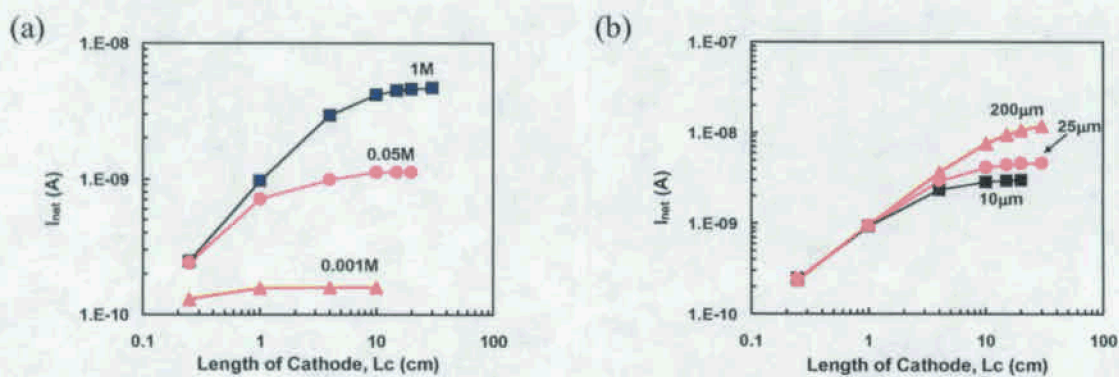 (a)
1.E-08
1.E-09
1.E-10
I_net (A)
1M
0.05M
0.001M
0.1
1
10
100
Length of Cathode, Lc (cm)
(b)
1.E-07
1.E-08
1.E-09
1.E-10
I_net (A)
200µm
25µm
10µm
0.1
1
10
100
Length of Cathode, Lc (cm)